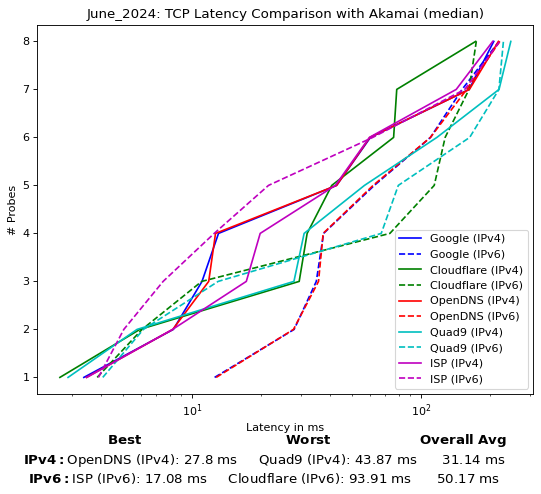 June_2024: TCP Latency Comparison with Akamai (median)
8
7
6
5
4
3
2
1
# Probes
Google (IPv4)
Google (IPv6)
Cloudflare (IPv4)
Cloudflare (IPv6)
OpenDNS (IPv4)
OpenDNS (IPv6)
Quad9 (IPv4)
Quad9 (IPv6)
ISP (IPv4)
ISP (IPv6)
10¹ 10²
Latency in ms
Best Worst Overall Avg
IPv4: OpenDNS (IPv4): 27.8 ms Quad9 (IPv4): 43.87 ms 31.14 ms
IPv6: ISP (IPv6): 17.08 ms Cloudflare (IPv6): 93.91 ms 50.17 ms